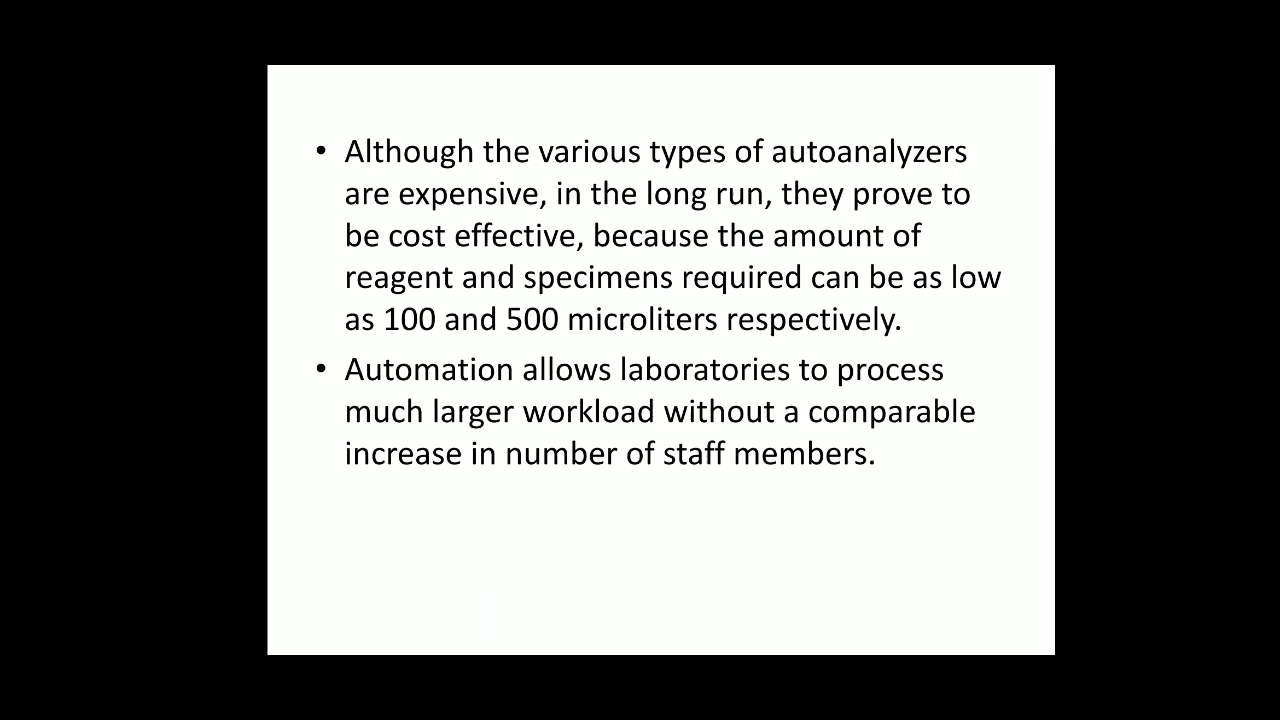 • Although the various types of autoanalyzers
are expensive, in the long run, they prove to
be cost effective, because the amount of
reagent and specimens required can be as low
as 100 and 500 microliters respectively.
• Automation allows laboratories to process
much larger workload without a comparable
increase in number of staff members.